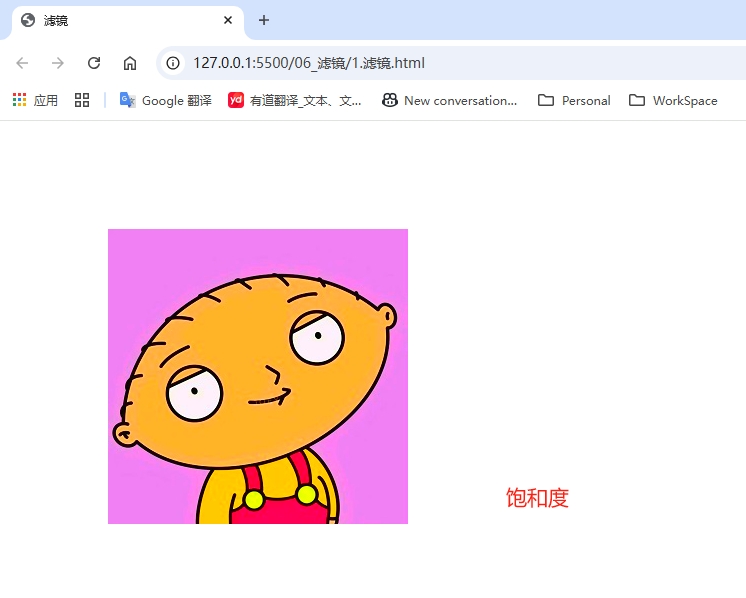 滤镜
127.0.0.1:5500/06_滤镜/1.滤镜.html
应用 Google 翻译 yd 有道翻译_文本、文... New conversation... Personal WorkSpace
饱和度